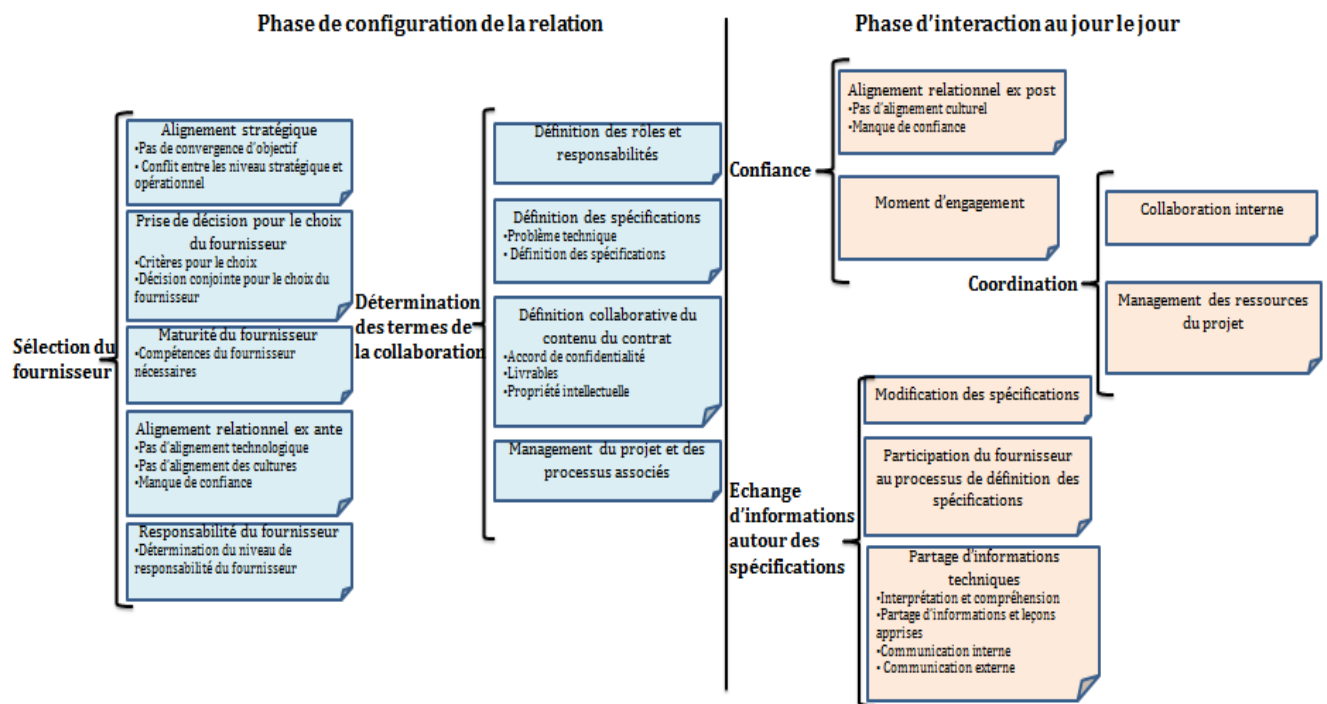 Phase de configuration de la relation
Sélection du
fournisseur
Alignement stratégique
•Pas de convergence d'objectif
• Conflit entre les niveau stratégique et
opérationnel
Prise de décision pour le choix
du fournisseur
•Critères pour le choix
•Décision conjointe pour le choix du
fournisseur
Maturité du fournisseur
•Compétences du fournisseur
nécessaires
Alignement relationnel ex ante
•Pas d'alignement technologique
•Pas d'alignement des cultures
•Manque de confiance
Responsabilité du fournisseur
•Détermination du niveau de
responsabilité du fournisseur
Détermination
des termes de
la collaboration
Définition des rôles et
responsabilités
Définition des spécifications
•Problème technique
• Définition des spécifications
Définition collaborative du
contenu du contrat
•Accord de confidentialité
•Livrables
•Propriété intellectuelle
Management du projet et des
processus associés
Phase d'interaction au jour le jour
Confiance
Alignement relationnel ex post
•Pas d'alignement culturel
•Manque de confiance
Moment d'engagement
Coordination
Collaboration interne
Management des ressources
du projet
Echange
d'informations
autour des
spécifications
Modification des spécifications
Participation du fournisseur
au processus de définition des
spécifications
Partage d'informations
techniques
•Interprétation et compréhension
•Partage d'informations et leçons
apprises
•Communication interne
• Communication externe